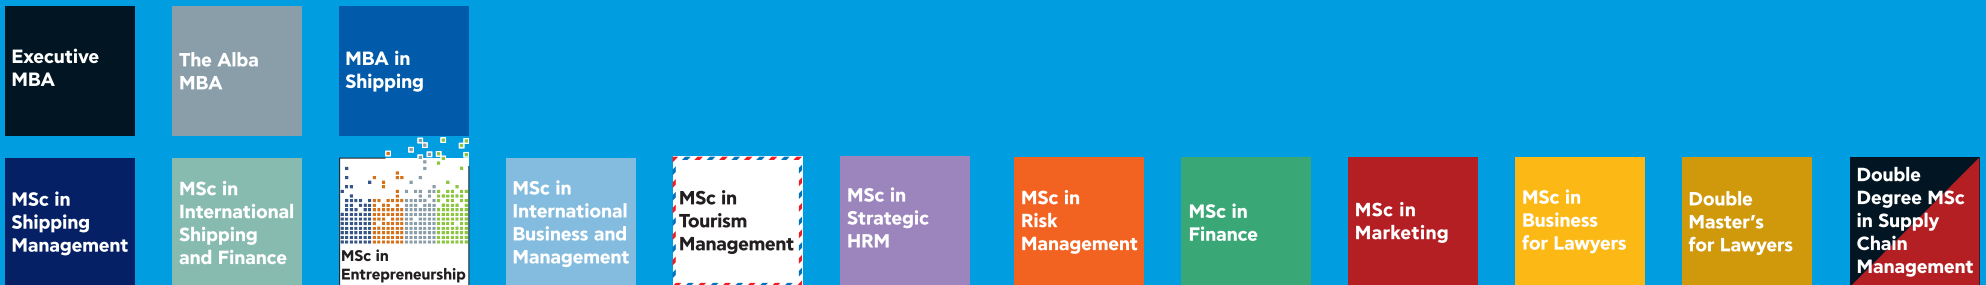 Executive
MBA
The Alba
MBA
MBA in
Shipping
MSc in
Shipping
Management
MSc in
International
Shipping
and Finance
MSc in
Entrepreneurship
MSc in
International
Business and
Management
MSc in
Tourism
Management
MSc in
Strategic
HRM
MSc in
Risk
Management
MSc in
Finance
MSc in
Marketing
MSc in
Business
for Lawyers
Double
Master's
for Lawyers
Double
Degree MSc
in Supply
Chain
Management